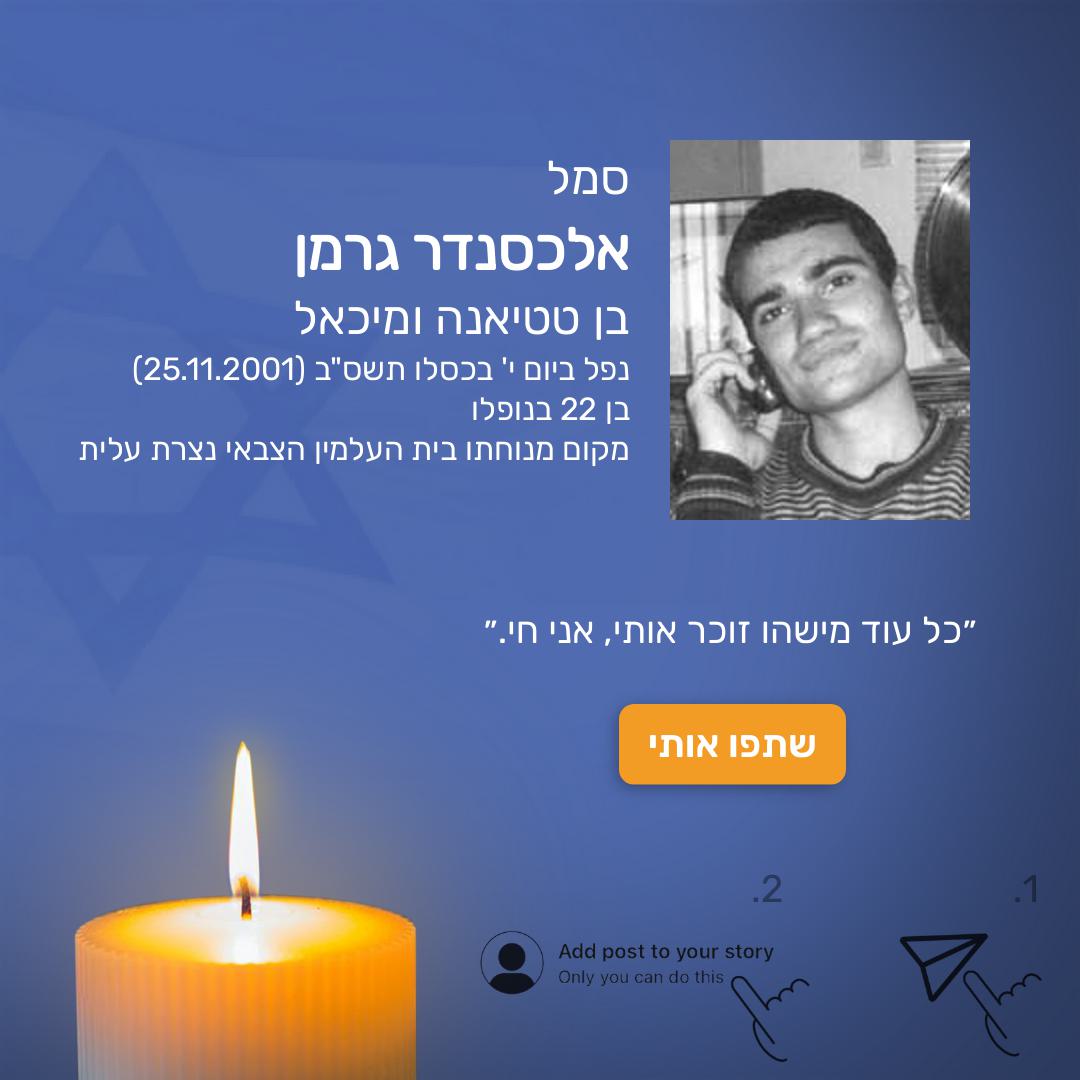 סמל
אלכסנדר גרמן
בן טטיאנה ומיכאל
נפל ביום י' בכסלו תשס"ב (25.11.2001)
בן 22 בנופלו
מקום מנוחתו בית העלמין הצבאי נצרת עלית
״כל עוד מישהו זוכר אותי, אני חי.״
שתפו אותי
1.
2.
Add post to your story
Only you can do this